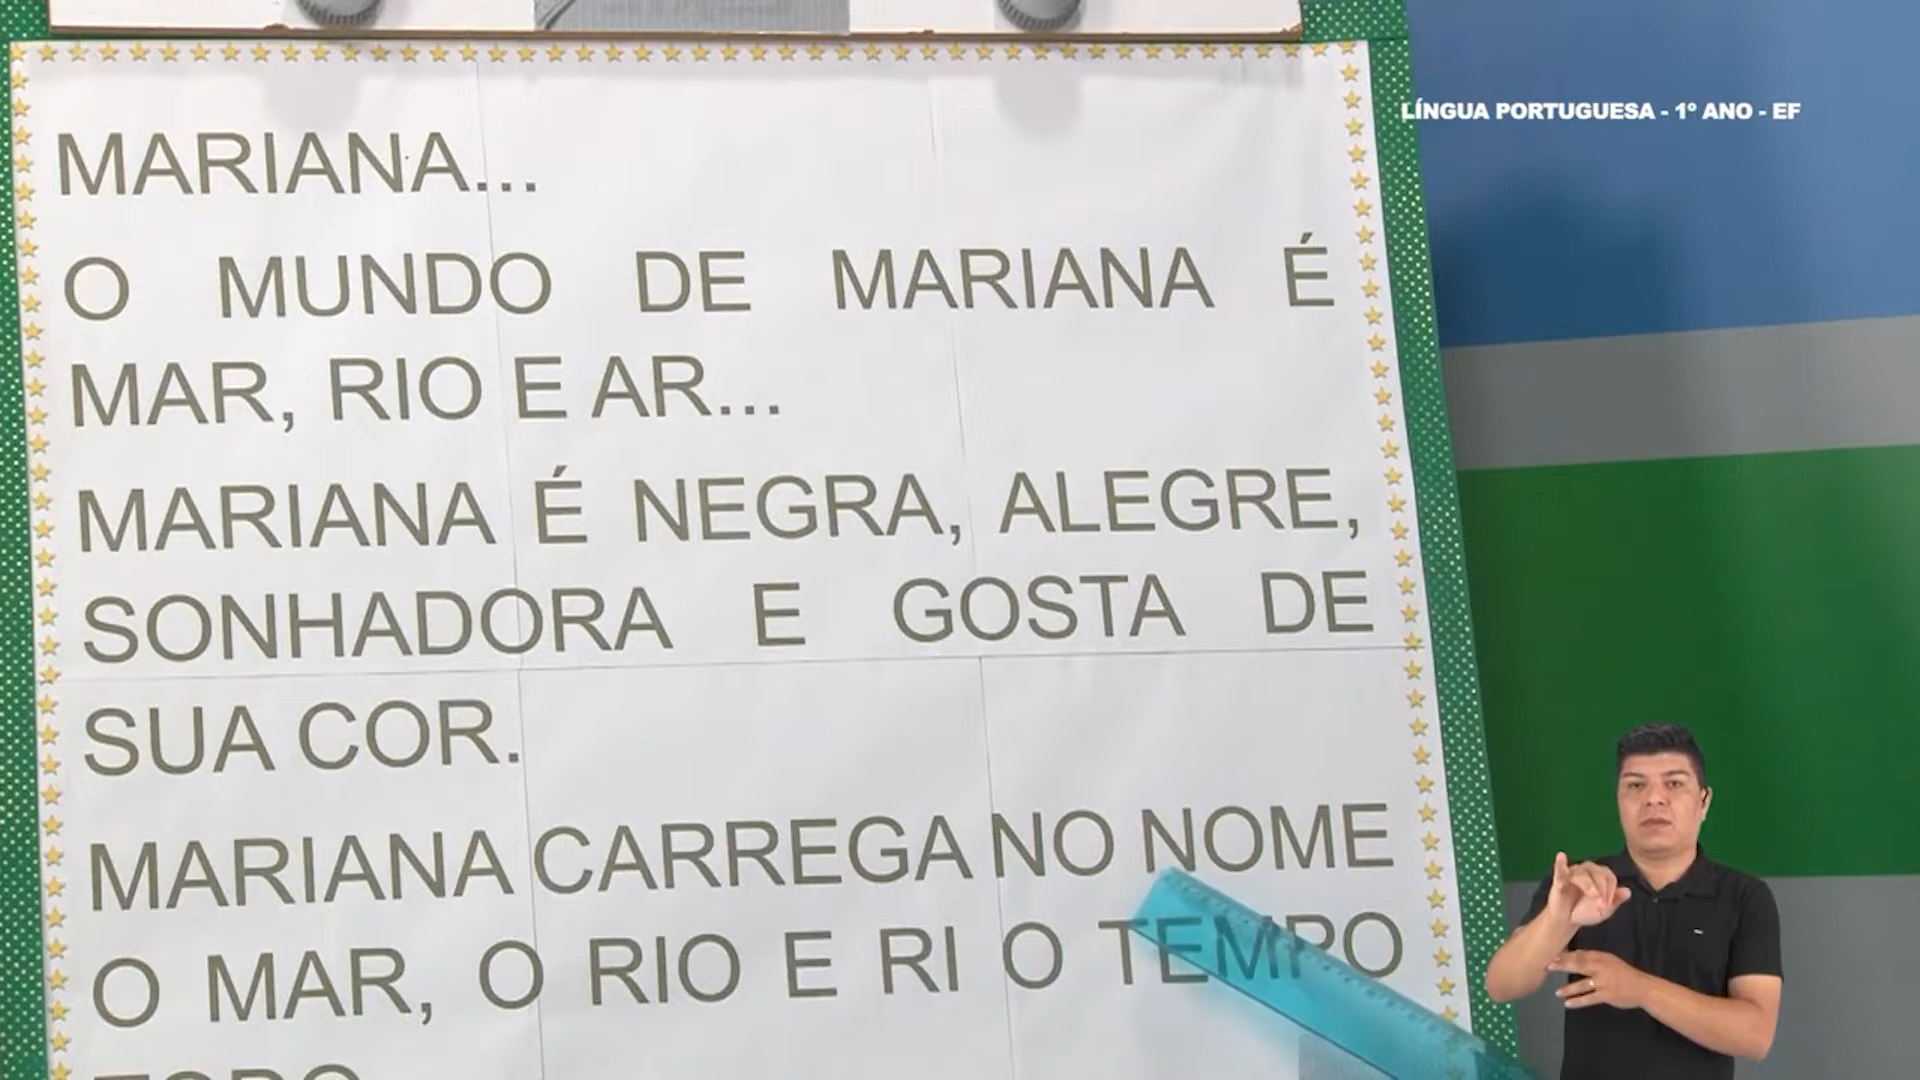 MARIANA...
O MUNDO DE MARIANA É
MAR, RIO E AR...
MARIANA É NEGRA, ALEGRE,
SONHADORA E GOSTA DE
SUA COR.
MARIANA CARREGA NO NOME
O MAR, O RIO E RI O TEMPO
LÍNGUA PORTUGUESA - 1º ANO - EF